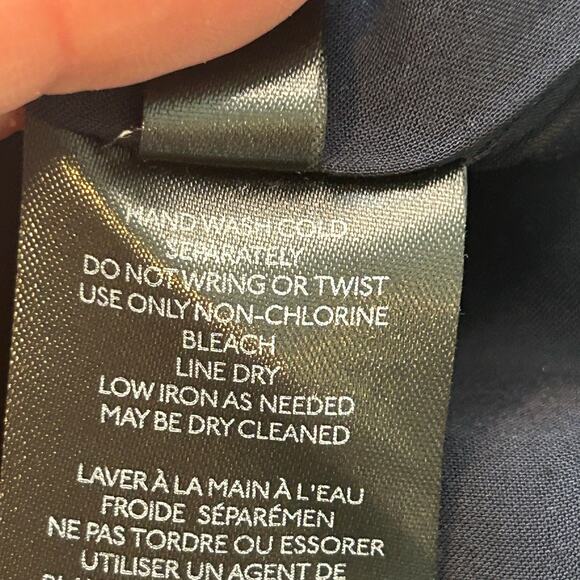 HAND WASH COLD
SEPARATELY
DO NOT WRING OR TWIST
USE ONLY NON-CHLORINE
BLEACH
LINE DRY
LOW IRON AS NEEDED
MAY BE DRY CLEANED
LAVER À LA MAIN À L'EAU
FROIDE SÉPARÉMEN
NE PAS TORDRE OU ESSORER
UTILISER UN AGENT DE